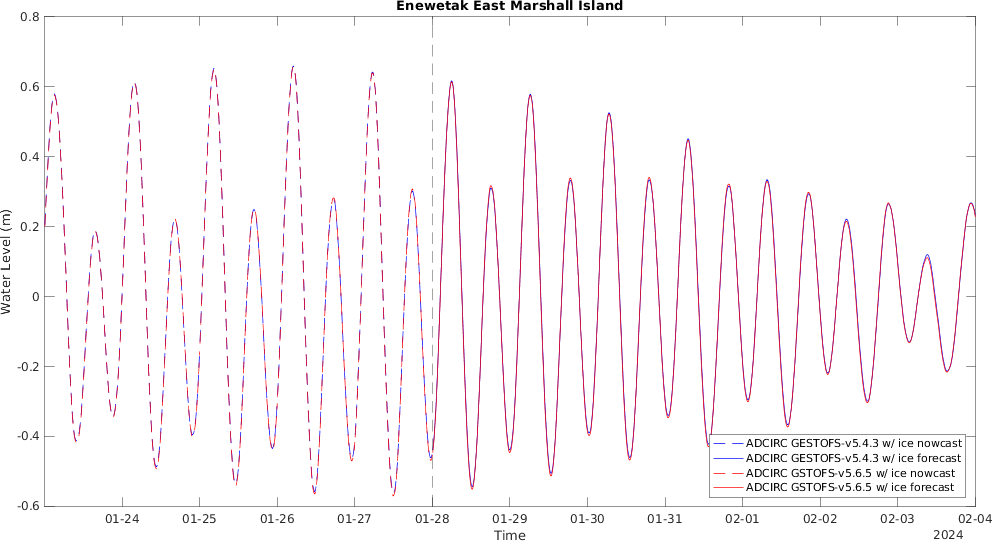 Enewetak East Marshall Island
0.8
0.6
0.4
0.2
0
-0.2
-0.4
-0.6
Water Level (m)
ADCIRC GESTOFS-v5.4.3 w/ ice nowcast
ADCIRC GESTOFS-v5.4.3 w/ ice forecast
ADCIRC GSTOFS-v5.6.5 w/ ice nowcast
ADCIRC GSTOFS-v5.6.5 w/ ice forecast
01-24 01-25 01-26 01-27 01-28 01-29 01-30 01-31 02-01 02-02 02-03 02-04
Time
2024